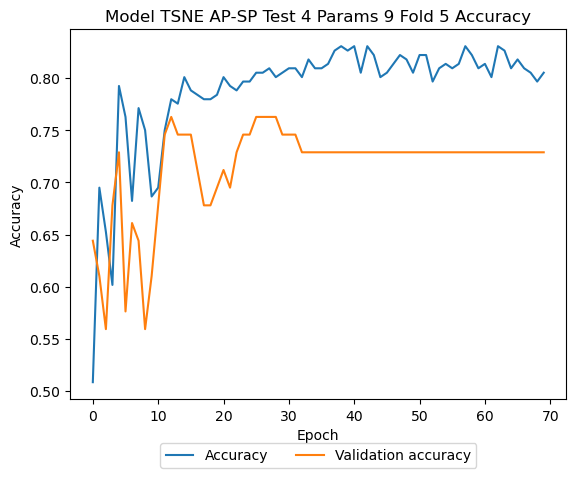 Model TSNE AP-SP Test 4 Params 9 Fold 5 Accuracy
Accuracy
0.80
0.75
0.70
0.65
0.60
0.55
0.50
0 10 20 30 40 50 60 70
Epoch
Accuracy Validation accuracy